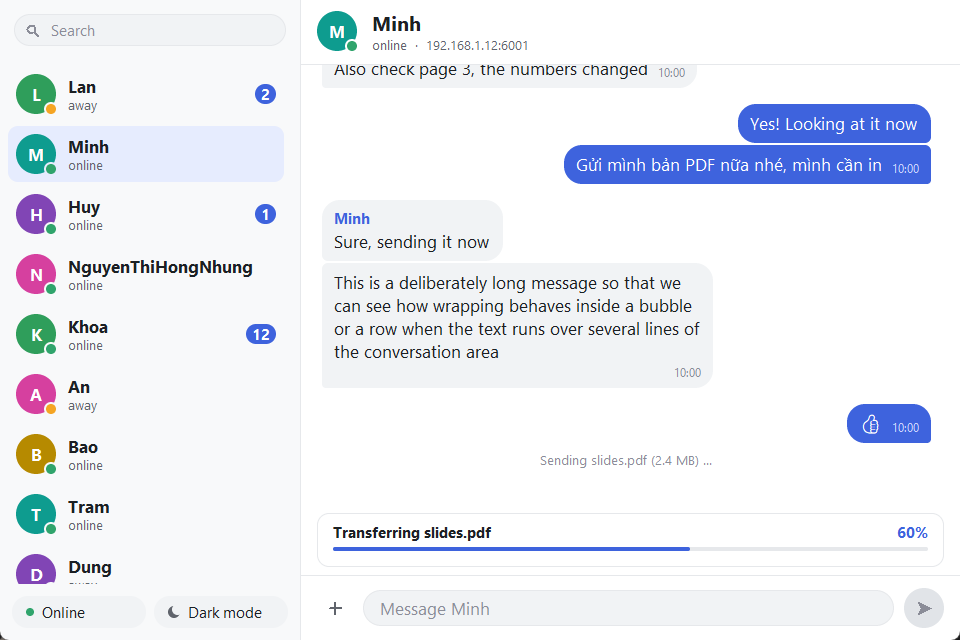 Search
L
Lan
away
2
M
Minh
online
H
Huy
online
1
N
NguyenThiHongNhung
online
K
Khoa
online
12
A
An
away
B
Bao
online
T
Tram
online
D
Dung
Online
Dark mode
M
Minh
online · 192.168.1.12:6001
Also check page 3, the numbers changed 10:00
Yes! Looking at it now
Gửi mình bản PDF nữa nhé, mình cần in 10:00
Minh
Sure, sending it now
This is a deliberately long message so that we
can see how wrapping behaves inside a bubble
or a row when the text runs over several lines of
the conversation area
10:00
10:00
Sending slides.pdf (2.4 MB) ...
Transferring slides.pdf 60%
Message Minh